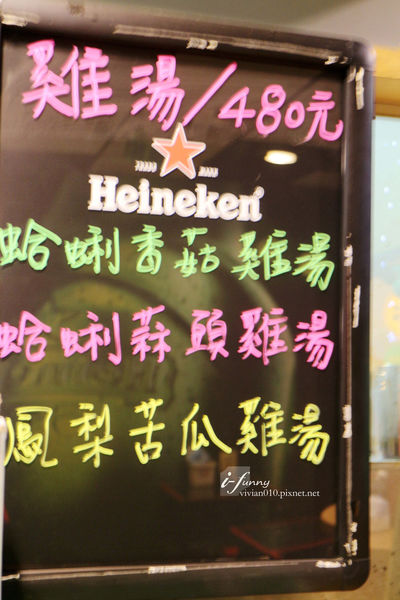 雞湯/480元
Heineken
蛤蜊香菇雞湯
蛤蜊蒜頭雞湯
鳳梨苦瓜雞湯
i-funny
vivian010.pixnet.net